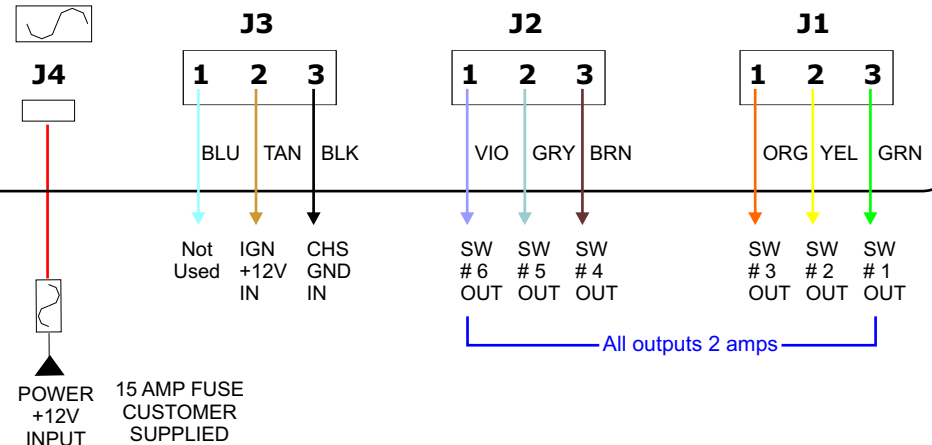 J4
J3
1 2 3
BLU TAN BLK
Not
Used
IGN
+12V
IN
CHS
GND
IN
J2
1 2 3
VIO GRY BRN
SW
# 6
OUT
SW
# 5
OUT
SW
# 4
OUT
J1
1 2 3
ORG YEL GRN
SW
# 3
OUT
SW
# 2
OUT
SW
# 1
OUT
All outputs 2 amps
POWER
+12V
INPUT
15 AMP FUSE
CUSTOMER
SUPPLIED